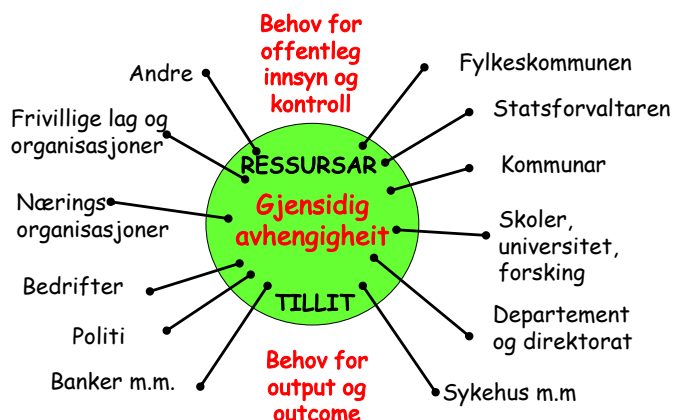 Behov for
offentleg
innsyn og
kontroll
Andre
Frivillige lag og
organisasjoner
Nærings
organisasjoner
Bedrifter
Politi
Banker m.m.
RESSURSAR
Gjensidig
avhengigheit
TILLIT
Fylkeskommunen
Statsforvaltaren
Kommunar
Skoler,
universitet,
forsking
Departement
og direktorat
Sykehus m.m
Behov for
output og
outcome